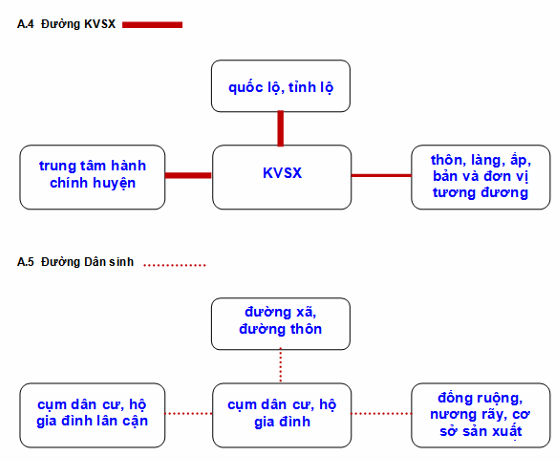 A.4 Đường KVSX
quốc lộ, tỉnh lộ
trung tâm hành
chính huyện
KVSX
thôn, làng, ấp,
bản và đơn vị
tương đương
A.5 Đường Dân sinh
đường xã,
đường thôn
cụm dân cư, hộ
gia đình lân cận
cụm dân cư, hộ
gia đình
đồng ruộng,
nương rãy, cơ
sở sản xuất